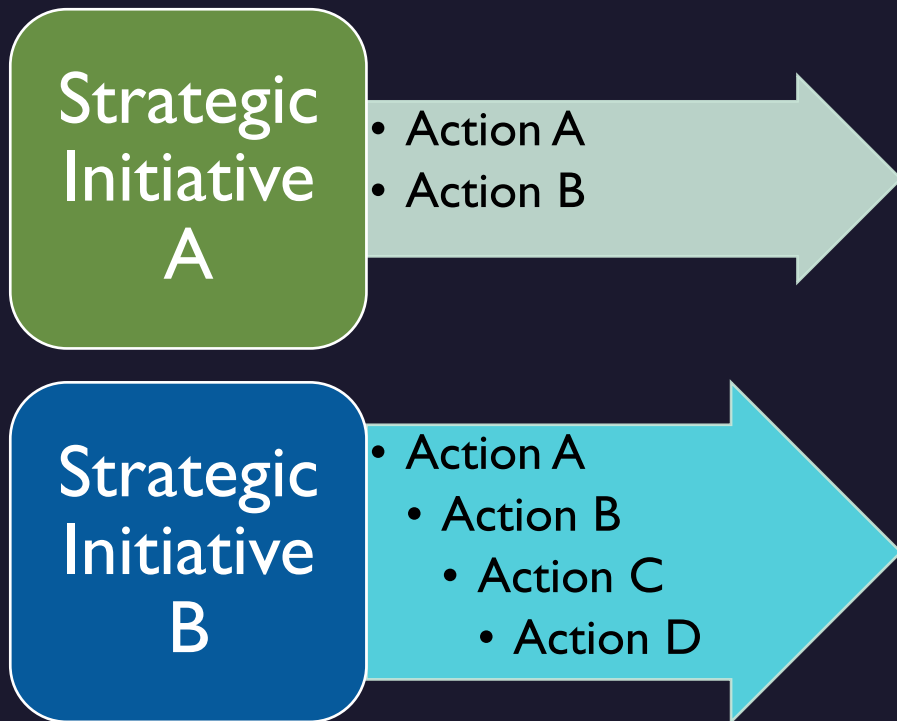 Strategic
Initiative
A
• Action A
• Action B
Strategic
Initiative
B
• Action A
• Action B
• Action C
• Action D